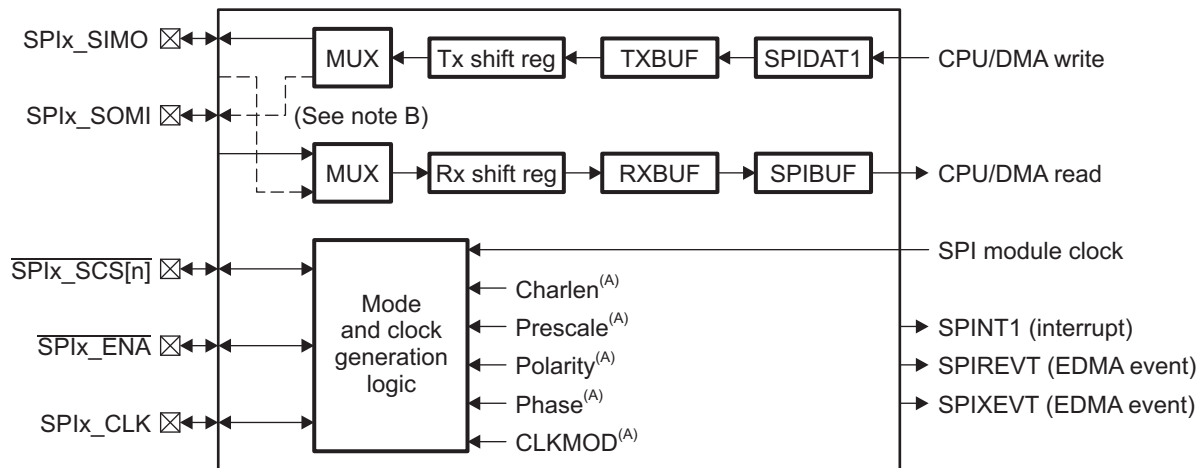 SPIx_SIMO
MUX
Tx shift reg
TXBUF
SPIDAT1
CPU/DMA write
SPIx_SOMI
(See note B)
MUX
Rx shift reg
RXBUF
SPIBUF
CPU/DMA read
SPI module clock
SPIx_SCS[n]
Mode
and clock
generation
logic
Charlen(A)
Prescale(A)
Polarity(A)
Phase(A)
CLKMOD(A)
SPIx_ENA
SPIx_CLK
SPINT1 (interrupt)
SPIREVT (EDMA event)
SPIXEVT (EDMA event)